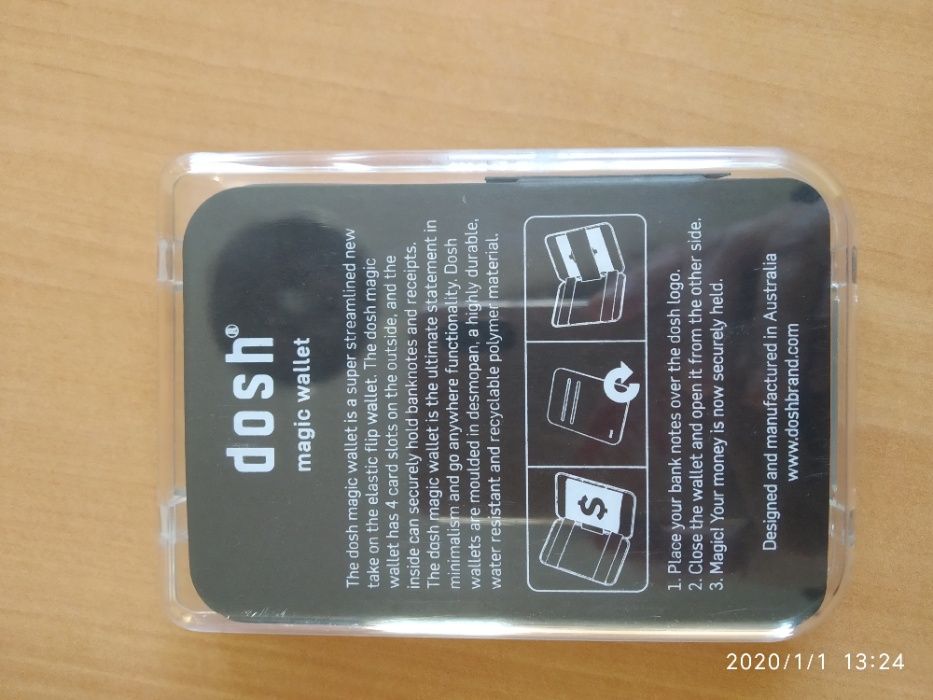 dosh®
magic wallet
The dosh magic wallet is a super streamlined new
take on the elastic flip wallet. The dosh magic
wallet has 4 card slots on the outside, and the
inside can securely hold banknotes and receipts.
The dosh magic wallet is the ultimate statement in
minimalism and go anywhere functionality. Dosh
wallets are moulded in desmopan, a highly durable,
water resistant and recyclable polymer material.
$
1. Place your bank notes over the dosh logo.
2. Close the wallet and open it from the other side.
3. Magic! Your money is now securely held.
Designed and manufactured in Australia
www.doshbrand.com
2020/1/1 13:24